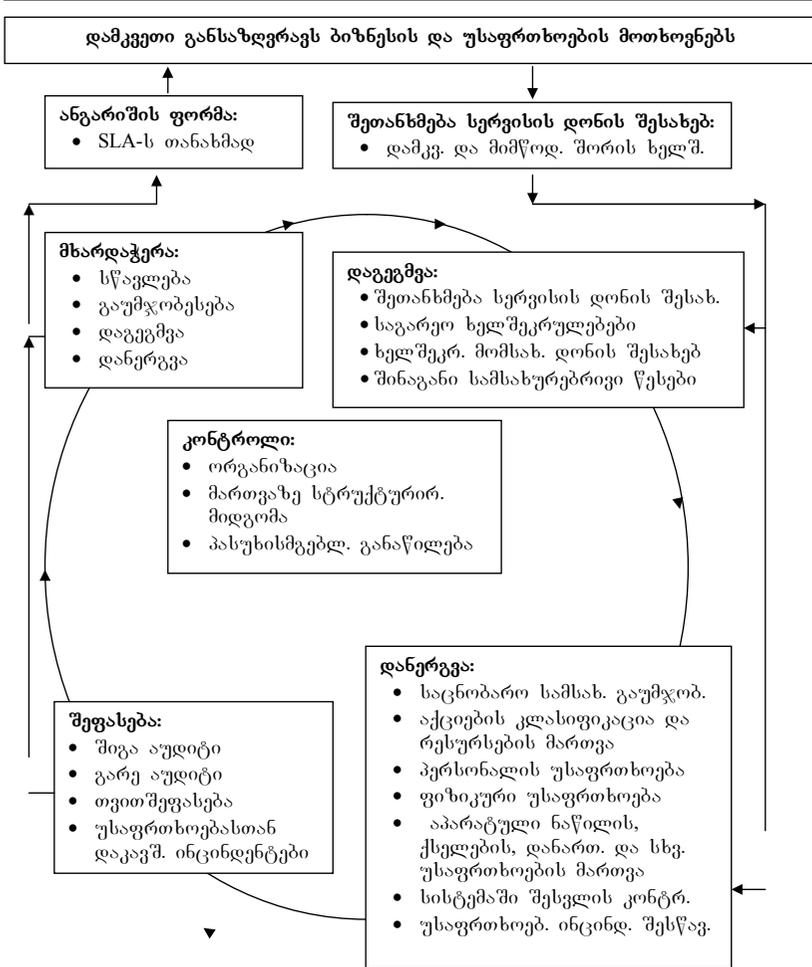 დამკვეთი განსაზღვრავს ბიზნესის და უსაფრთხოების მოთხოვნებს
ანგარიშის ფორმა:
• SLA-ს თანახმად
შეთანხმება სერვისის დონის შესახებ:
• დამკვ. და მიმწოდ. შორის ხელშ.
მხარდაჭერა:
• სწავლება
• გაუმჯობესება
• დაგეგმვა
• დანერგვა
დაგეგმვა:
• შეთანხმება სერვისის დონის შესახ.
• საგარეო ხელშეკრულებები
• ხელშეკრ. მომსახ. დონის შესახებ
• შინაგანი სამსახურებრივი წესები
კონტროლი:
• ორგანიზაცია
• მართვაზე სტრუქტურირ.
მიდგომა
• პასუხისმგებლ. განაწილება
დანერგვა:
• საცნობარო სამსახ. გაუმჯობ.
• აქციების კლასიფიკაცია და
რესურსების მართვა
• პერსონალის უსაფრთხოება
• ფიზიკური უსაფრთხოება
• აპარატული ნაწილის,
ქსელების, დანართ. და სხვ.
უსაფრთხოების მართვა
• სისტემაში შესვლის კონტრ.
• უსაფრთხოებ. ინცინდ. შესწავ.
შეფასება:
• შიგა აუდიტი
• გარე აუდიტი
• თვითშეფასება
• უსაფრთხოებასთან
დაკავშ. ინცინდენტები